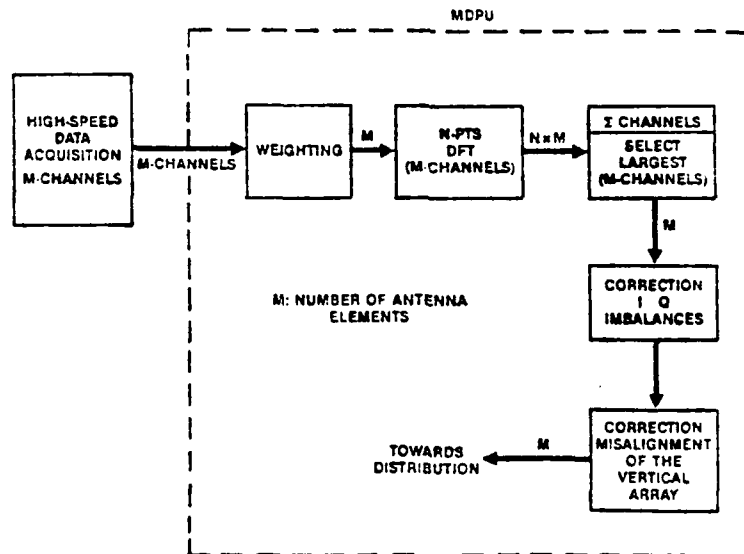 MDPU
HIGH-SPEED
DATA
ACQUISITION
M-CHANNELS
M-CHANNELS
WEIGHTING
M
N-PTS
DFT
(M-CHANNELS)
N×M
Σ CHANNELS
SELECT
LARGEST
(M-CHANNELS)
M
CORRECTION
I Q
IMBALANCES
M: NUMBER OF ANTENNA
ELEMENTS
CORRECTION
MISALIGNMENT
OF THE
VERTICAL
ARRAY
M
TOWARDS
DISTRIBUTION